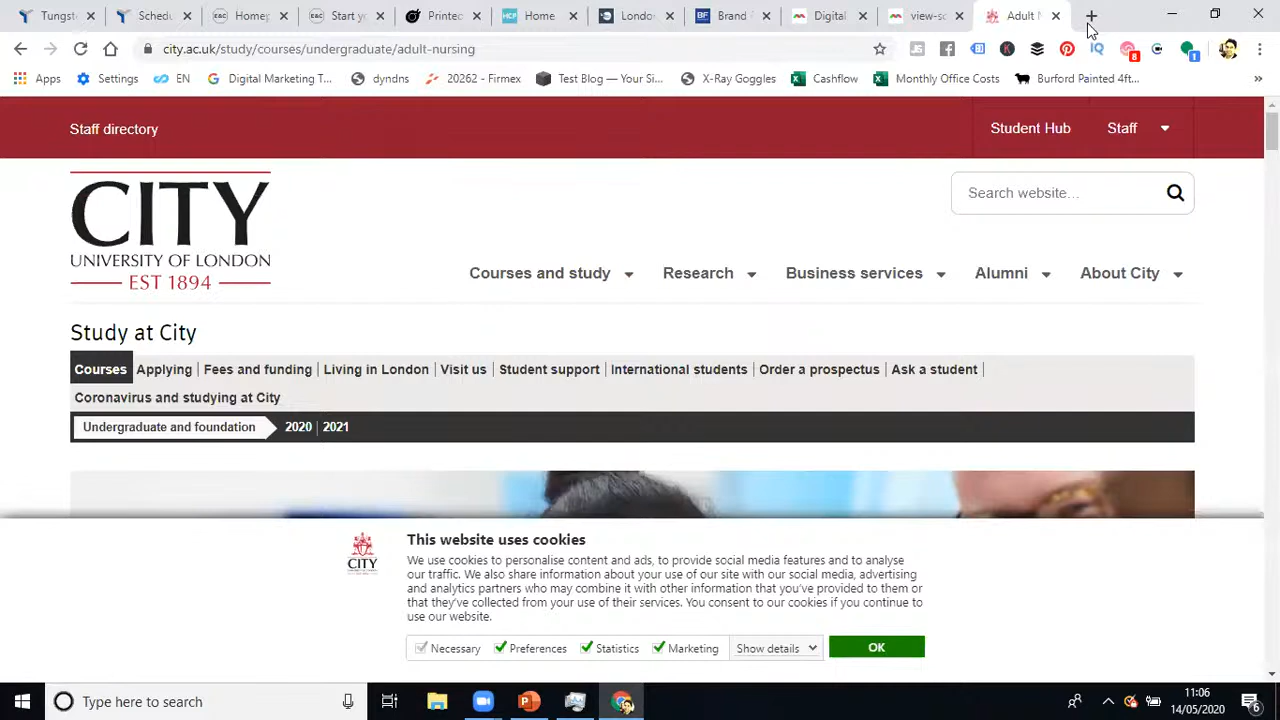 Tungst
Schedu
Home
Start yo
Printec
Home
Londor
Brand
Digital
view-s
Adult N
city.ac.uk/study/courses/undergraduate/adult-nursing
8
1
Apps
Settings
EN
Digital Marketing T...
dyndns
20262 - Firmex
Test Blog — Your Si...
X-Ray Goggles
Cashflow
Monthly Office Costs
Burford Painted 4ft...
Staff directory
Student Hub
Staff
CITY
UNIVERSITY OF LONDON
EST 1894
Search website...
Courses and study
Research
Business services
Alumni
About City
Study at City
Courses
Applying
Fees and funding
Living in London
Visit us
Student support
International students
Order a prospectus
Ask a student
Coronavirus and studying at City
Undergraduate and foundation
2020
2021
CITY
This website uses cookies
We use cookies to personalise content and ads, to provide social media features and to analyse
our traffic. We also share information about your use of our site with our social media, advertising
and analytics partners who may combine it with other information that you've provided to them or
that they've collected from your use of their services. You consent to our cookies if you continue to
use our website.
Necessary
Preferences
Statistics
Marketing
Show details
OK
Type here to search
11:06
14/05/2020
6